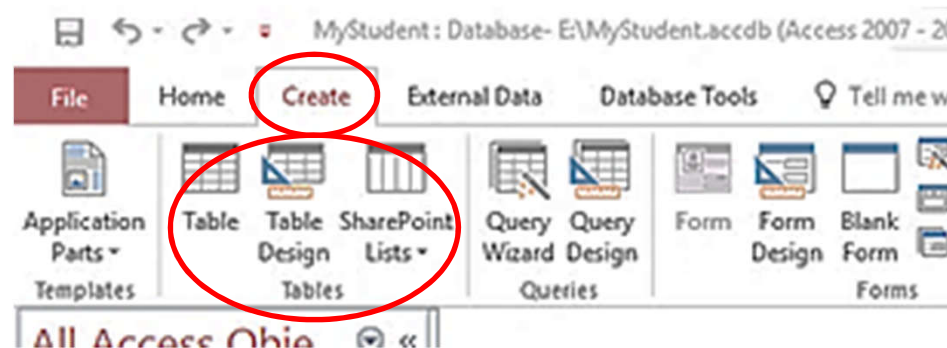 MyStudent : Database- E:\MyStudent.accdb (Access 2007 - 20
File Home Create External Data Database Tools Tell me w
Application Table Table SharePoint Query Query Form Form Blank
Parts Design Lists Wizard Design Design Form
Templates Tables Queries Forms
All Access Obje «